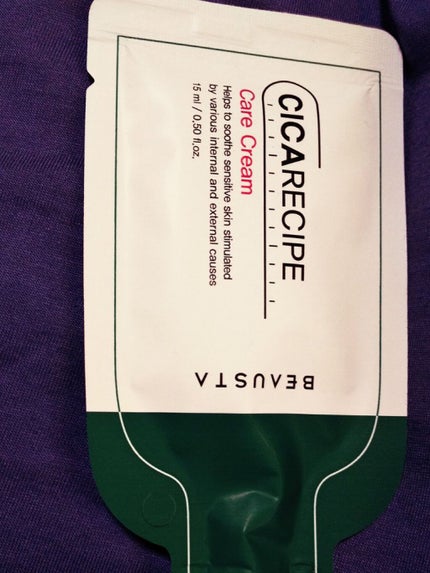 CICARECIPE
Care Cream
Helps to soothe sensitive skin stimulated
by various internal and external causes
15 ml / 0.50 fl.oz.
BEAUSTA